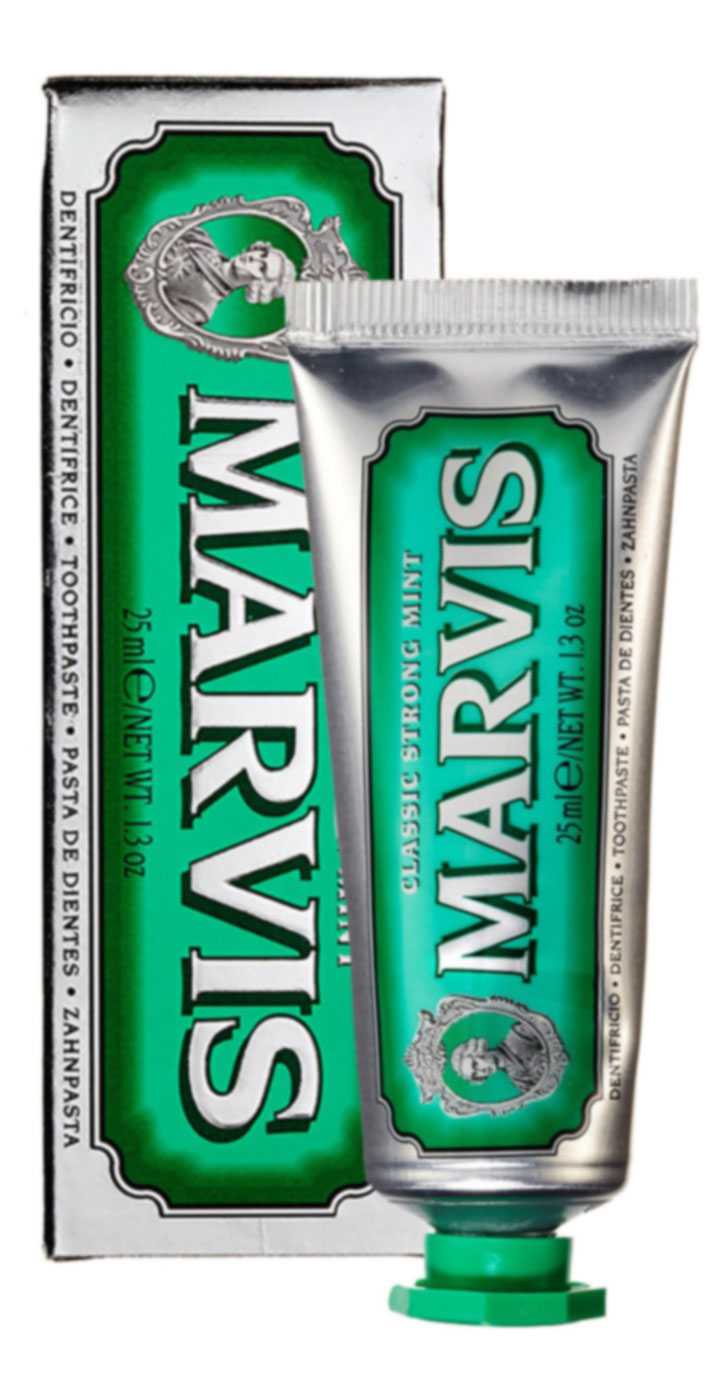 DENTIFRICIO • DENTIFRICE • TOOTHPASTE • PASTA DE DIENTES • ZAHNPASTA
MARVIS
25 ml e/NET WT. 1.3 oz
CLASSIC STRONG MINT
MARVIS
25 ml e/NET WT. 1.3 oz
DENTIFRICIO • DENTIFRICE • TOOTHPASTE • PASTA DE DIENTES • ZAHNPASTA